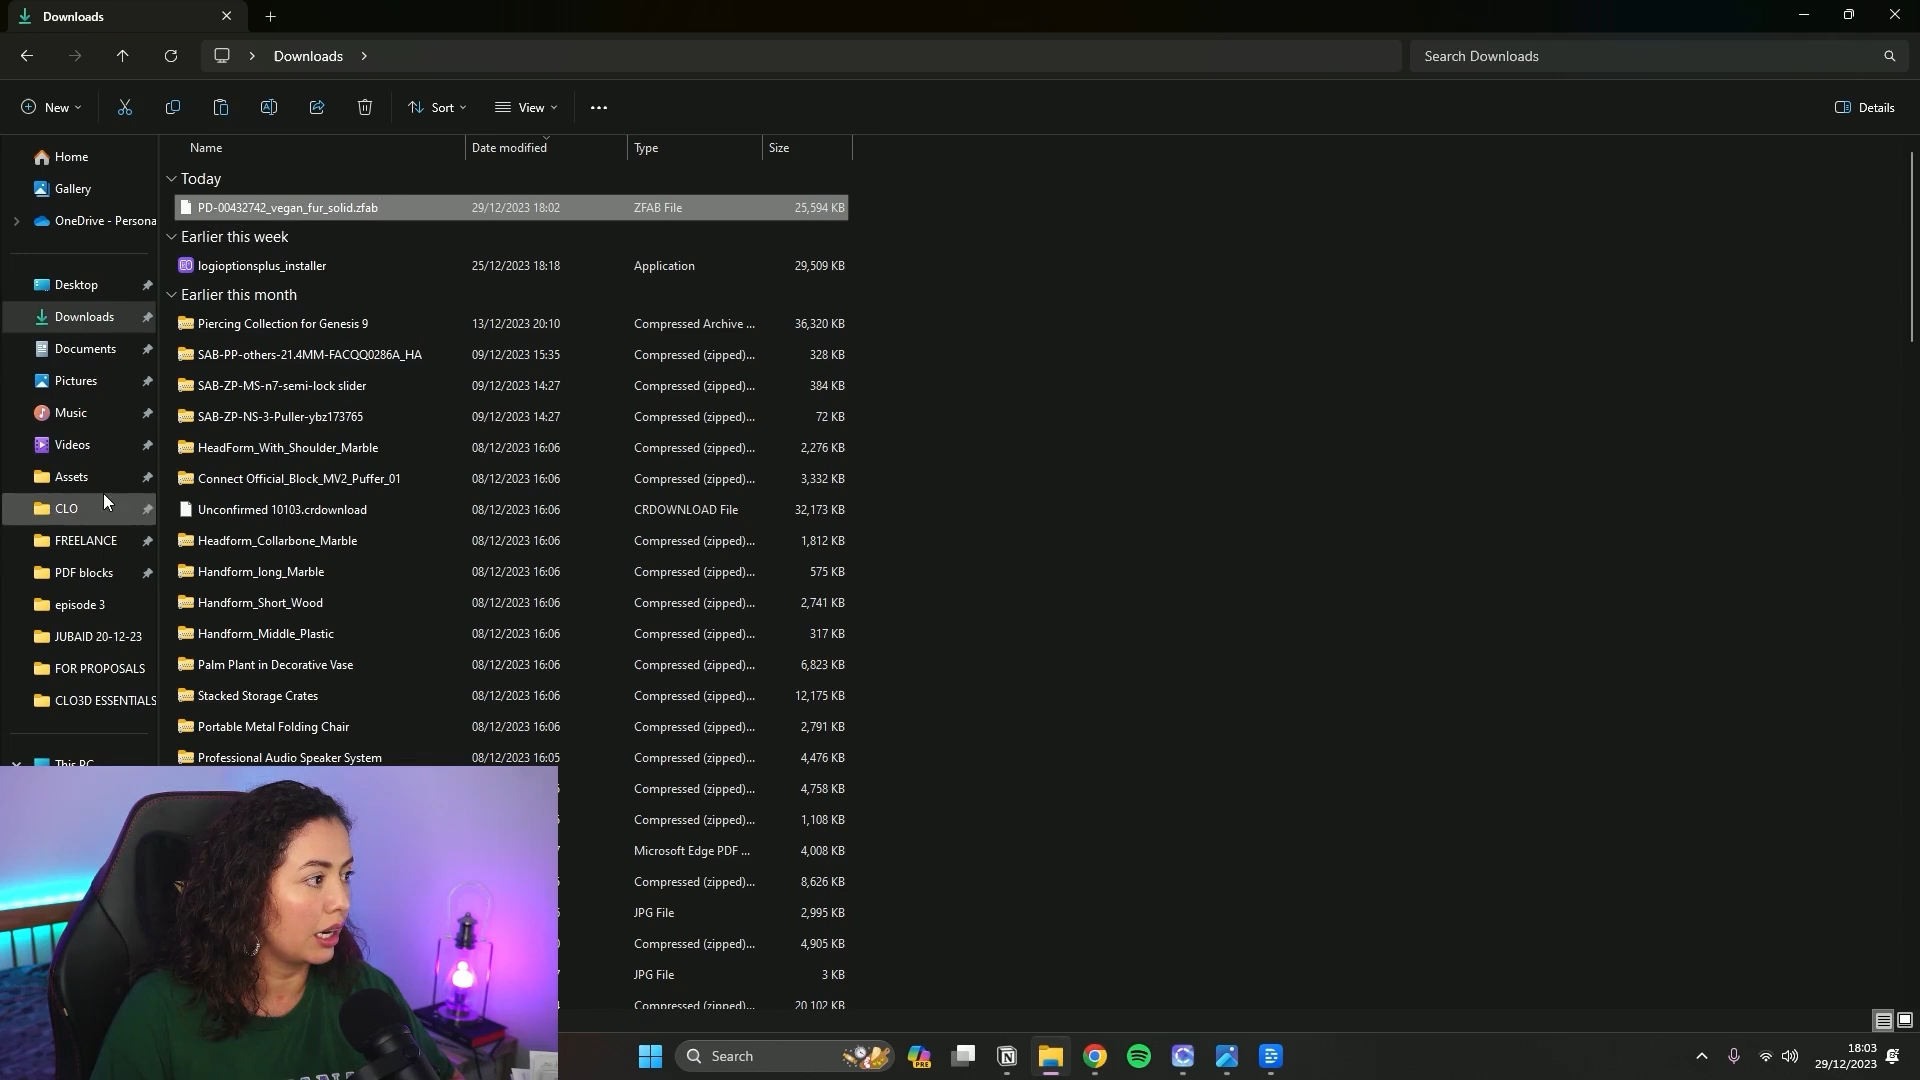 Downloads
Downloads
Search Downloads
New
Sort
View
Details
Name Date modified Type Size
Home
Gallery
OneDrive - Persona
Desktop
Downloads
Documents
Pictures
Music
Videos
Assets
CLO
FREELANCE
PDF blocks
episode 3
JUBAID 20-12-23
FOR PROPOSALS
CLO3D ESSENTIALS
This PC
Today
PD-00432742_vegan_fur_solid.zfab 29/12/2023 18:02 ZFAB File 25,594 KB
Earlier this week
logioptionsplus_installer 25/12/2023 18:18 Application 29,509 KB
Earlier this month
Piercing Collection for Genesis 9 13/12/2023 20:10 Compressed Archive ... 36,320 KB
SAB-PP-others-21.4MM-FACQQ0286A_HA 09/12/2023 15:35 Compressed (zipped)... 328 KB
SAB-ZP-MS-n7-semi-lock slider 09/12/2023 14:27 Compressed (zipped)... 384 KB
SAB-ZP-NS-3-Puller-ybz173765 09/12/2023 14:27 Compressed (zipped)... 72 KB
HeadForm_With_Shoulder_Marble 08/12/2023 16:06 Compressed (zipped)... 2,276 KB
Connect Official_Block_MV2_Puffer_01 08/12/2023 16:06 Compressed (zipped)... 3,332 KB
Unconfirmed 10103.crdownload 08/12/2023 16:06 CRDOWNLOAD File 32,173 KB
Headform_Collarbone_Marble 08/12/2023 16:06 Compressed (zipped)... 1,812 KB
Handform_long_Marble 08/12/2023 16:06 Compressed (zipped)... 575 KB
Handform_Short_Wood 08/12/2023 16:06 Compressed (zipped)... 2,741 KB
Handform_Middle_Plastic 08/12/2023 16:06 Compressed (zipped)... 317 KB
Palm Plant in Decorative Vase 08/12/2023 16:06 Compressed (zipped)... 6,823 KB
Stacked Storage Crates 08/12/2023 16:06 Compressed (zipped)... 12,175 KB
Portable Metal Folding Chair 08/12/2023 16:06 Compressed (zipped)... 2,791 KB
Professional Audio Speaker System 08/12/2023 16:05 Compressed (zipped)... 4,476 KB
Compressed (zipped)... 4,758 KB
Compressed (zipped)... 1,108 KB
Microsoft Edge PDF ... 4,008 KB
Compressed (zipped)... 8,626 KB
JPG File 2,995 KB
Compressed (zipped)... 4,905 KB
JPG File 3 KB
Compressed (zipped)... 20,102 KB
Search
PRE
18:03
29/12/2023